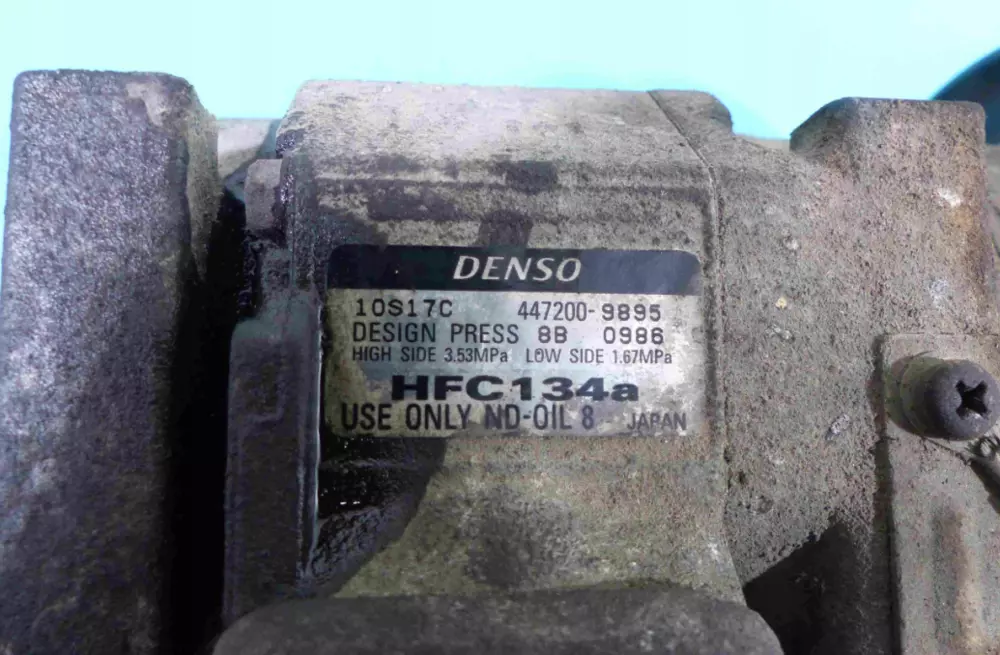 DENSO
10S17C 447200-9895
DESIGN PRESS 8B 0986
HIGH SIDE 3.53MPa LOW SIDE 1.67MPa
HFC134a
USE ONLY ND-OIL 8 JAPAN